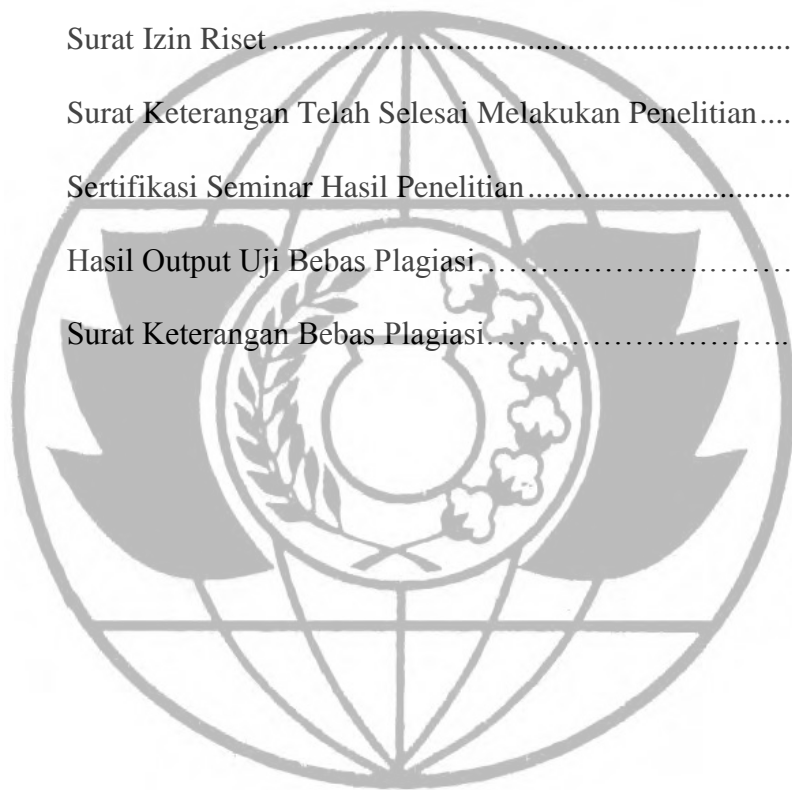 Surat Izin Riset....................................................................
Surat Keterangan Telah Selesai Melakukan Penelitian....
Sertifikasi Seminar Hasil Penelitian.................................
Hasil Output Uji Bebas Plagiasi…………………………
Surat Keterangan Bebas Plagiasi………………………..